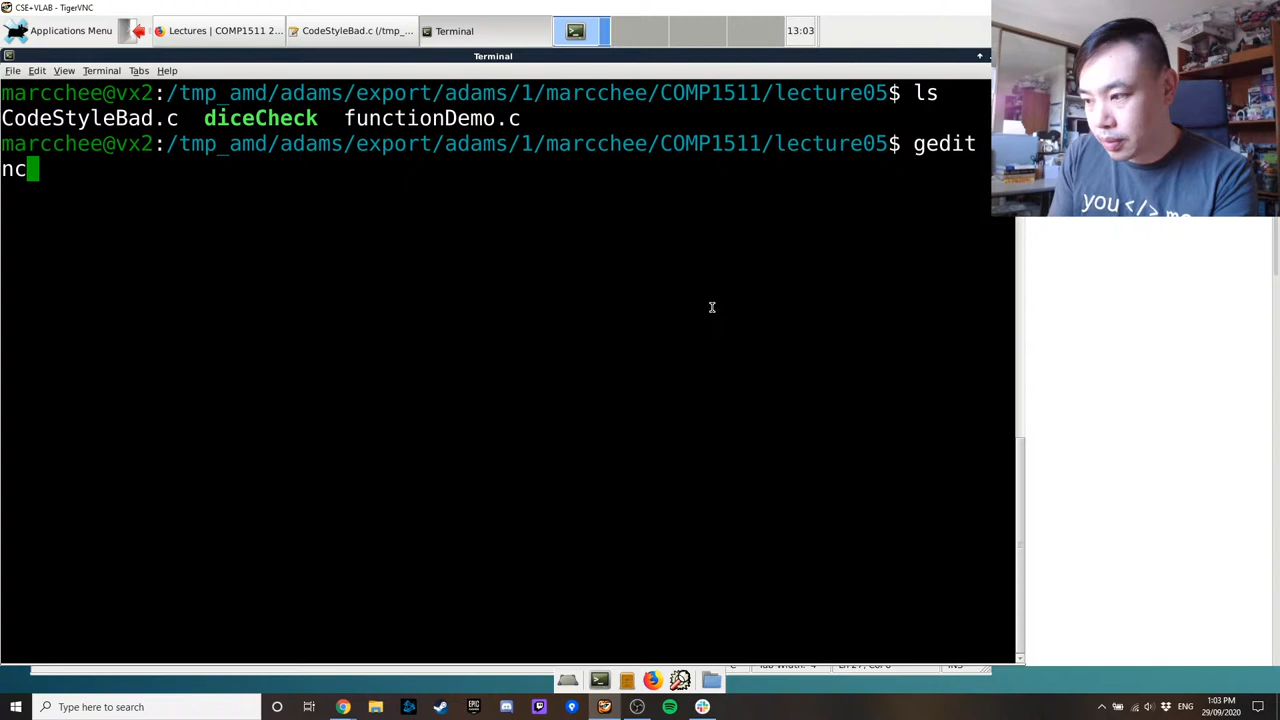 CSE+VLAB - TigerVNC
Applications Menu
Lectures | COMP1511 2...
CodeStyleBad.c (/tmp_...
Terminal
13:03
Terminal
File Edit View Terminal Tabs Help
marcchee@vx2:/tmp_amd/adams/export/adams/1/marcchee/COMP1511/lecture05$ ls
CodeStyleBad.c diceCheck functionDemo.c
marcchee@vx2:/tmp_amd/adams/export/adams/1/marcchee/COMP1511/lecture05$ gedit
nc
you </> me
Type here to search
EPIC
ENG
1:03 PM
29/09/2020